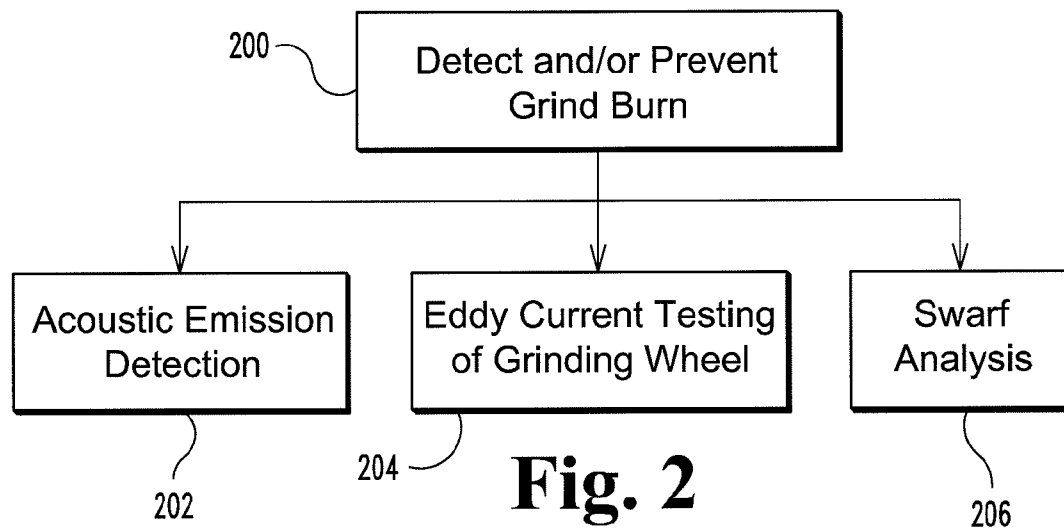 200
Detect and/or Prevent
Grind Burn
Acoustic Emission
Detection
Eddy Current Testing
of Grinding Wheel
Swarf
Analysis
202
204
206
Fig. 2